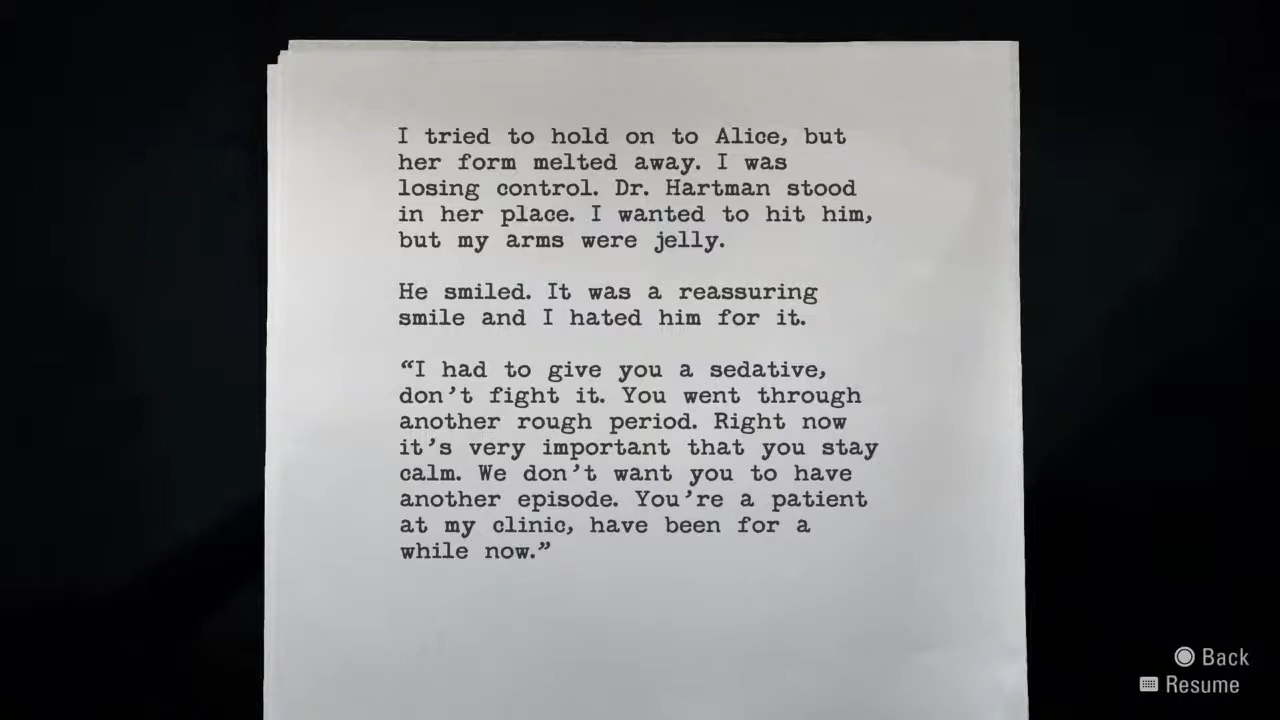 I tried to hold on to Alice, but
her form melted away. I was
losing control. Dr. Hartman stood
in her place. I wanted to hit him,
but my arms were jelly.
He smiled. It was a reassuring
smile and I hated him for it.
“I had to give you a sedative,
don’t fight it. You went through
another rough period. Right now
it’s very important that you stay
calm. We don’t want you to have
another episode. You’re a patient
at my clinic, have been for a
while now.”
Back
Resume